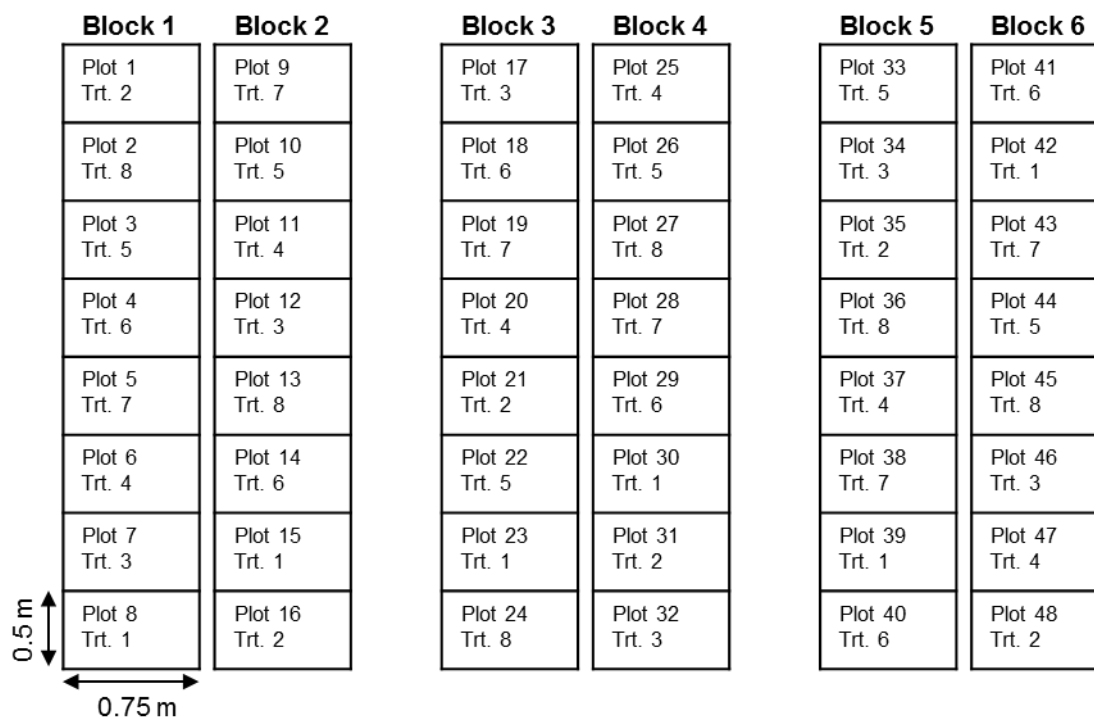 Block 1 Block 2 Block 3 Block 4 Block 5 Block 6
Plot 1 Plot 9 Plot 17 Plot 25 Plot 33 Plot 41
Trt. 2 Trt. 7 Trt. 3 Trt. 4 Trt. 5 Trt. 6
Plot 2 Plot 10 Plot 18 Plot 26 Plot 34 Plot 42
Trt. 8 Trt. 5 Trt. 6 Trt. 5 Trt. 3 Trt. 1
Plot 3 Plot 11 Plot 19 Plot 27 Plot 35 Plot 43
Trt. 5 Trt. 4 Trt. 7 Trt. 8 Trt. 2 Trt. 7
Plot 4 Plot 12 Plot 20 Plot 28 Plot 36 Plot 44
Trt. 6 Trt. 3 Trt. 4 Trt. 7 Trt. 8 Trt. 5
Plot 5 Plot 13 Plot 21 Plot 29 Plot 37 Plot 45
Trt. 7 Trt. 8 Trt. 2 Trt. 6 Trt. 4 Trt. 8
Plot 6 Plot 14 Plot 22 Plot 30 Plot 38 Plot 46
Trt. 4 Trt. 6 Trt. 5 Trt. 1 Trt. 7 Trt. 3
Plot 7 Plot 15 Plot 23 Plot 31 Plot 39 Plot 47
Trt. 3 Trt. 1 Trt. 1 Trt. 2 Trt. 1 Trt. 4
Plot 8 Plot 16 Plot 24 Plot 32 Plot 40 Plot 48
Trt. 1 Trt. 2 Trt. 8 Trt. 3 Trt. 6 Trt. 2
0.5 m
0.75 m